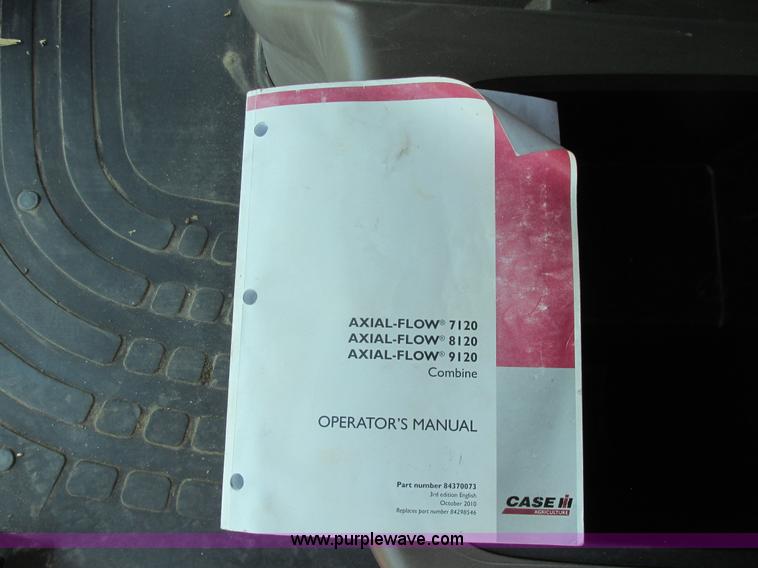 AXIAL-FLOW® 7120
AXIAL-FLOW® 8120
AXIAL-FLOW® 9120
Combine
OPERATOR'S MANUAL
Part number 84370073
3rd edition English
October 2010
Replaces part number 84298546
CASE IH
AGRICULTURE
www.purplewave.com